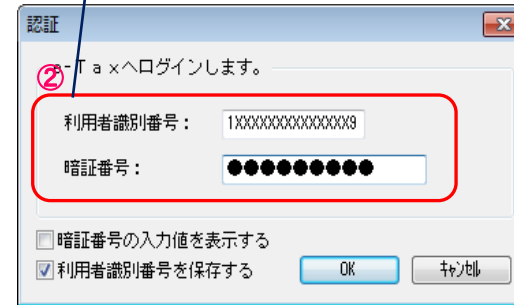 認証
②
e-Taxへログインします。
利用者識別番号：
1XXXXXXXXXXXXXX9
暗証番号：
●●●●●●●●●
暗証番号の入力値を表示する
利用者識別番号を保存する
OK
キャンセル